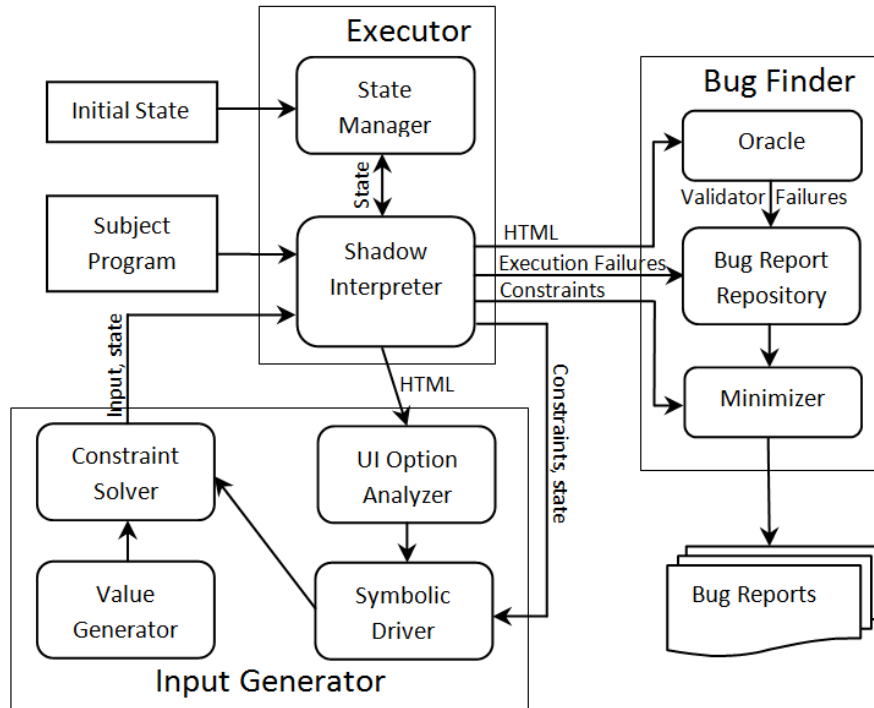 Executor
State
Manager
Initial State
State
Subject
Program
Shadow
Interpreter
Bug Finder
Oracle
Validator Failures
HTML
Execution Failures
Constraints
Bug Report
Repository
Minimizer
Bug Reports
Input, state
HTML
Constraints, state
Constraint
Solver
UI Option
Analyzer
Value
Generator
Symbolic
Driver
Input Generator